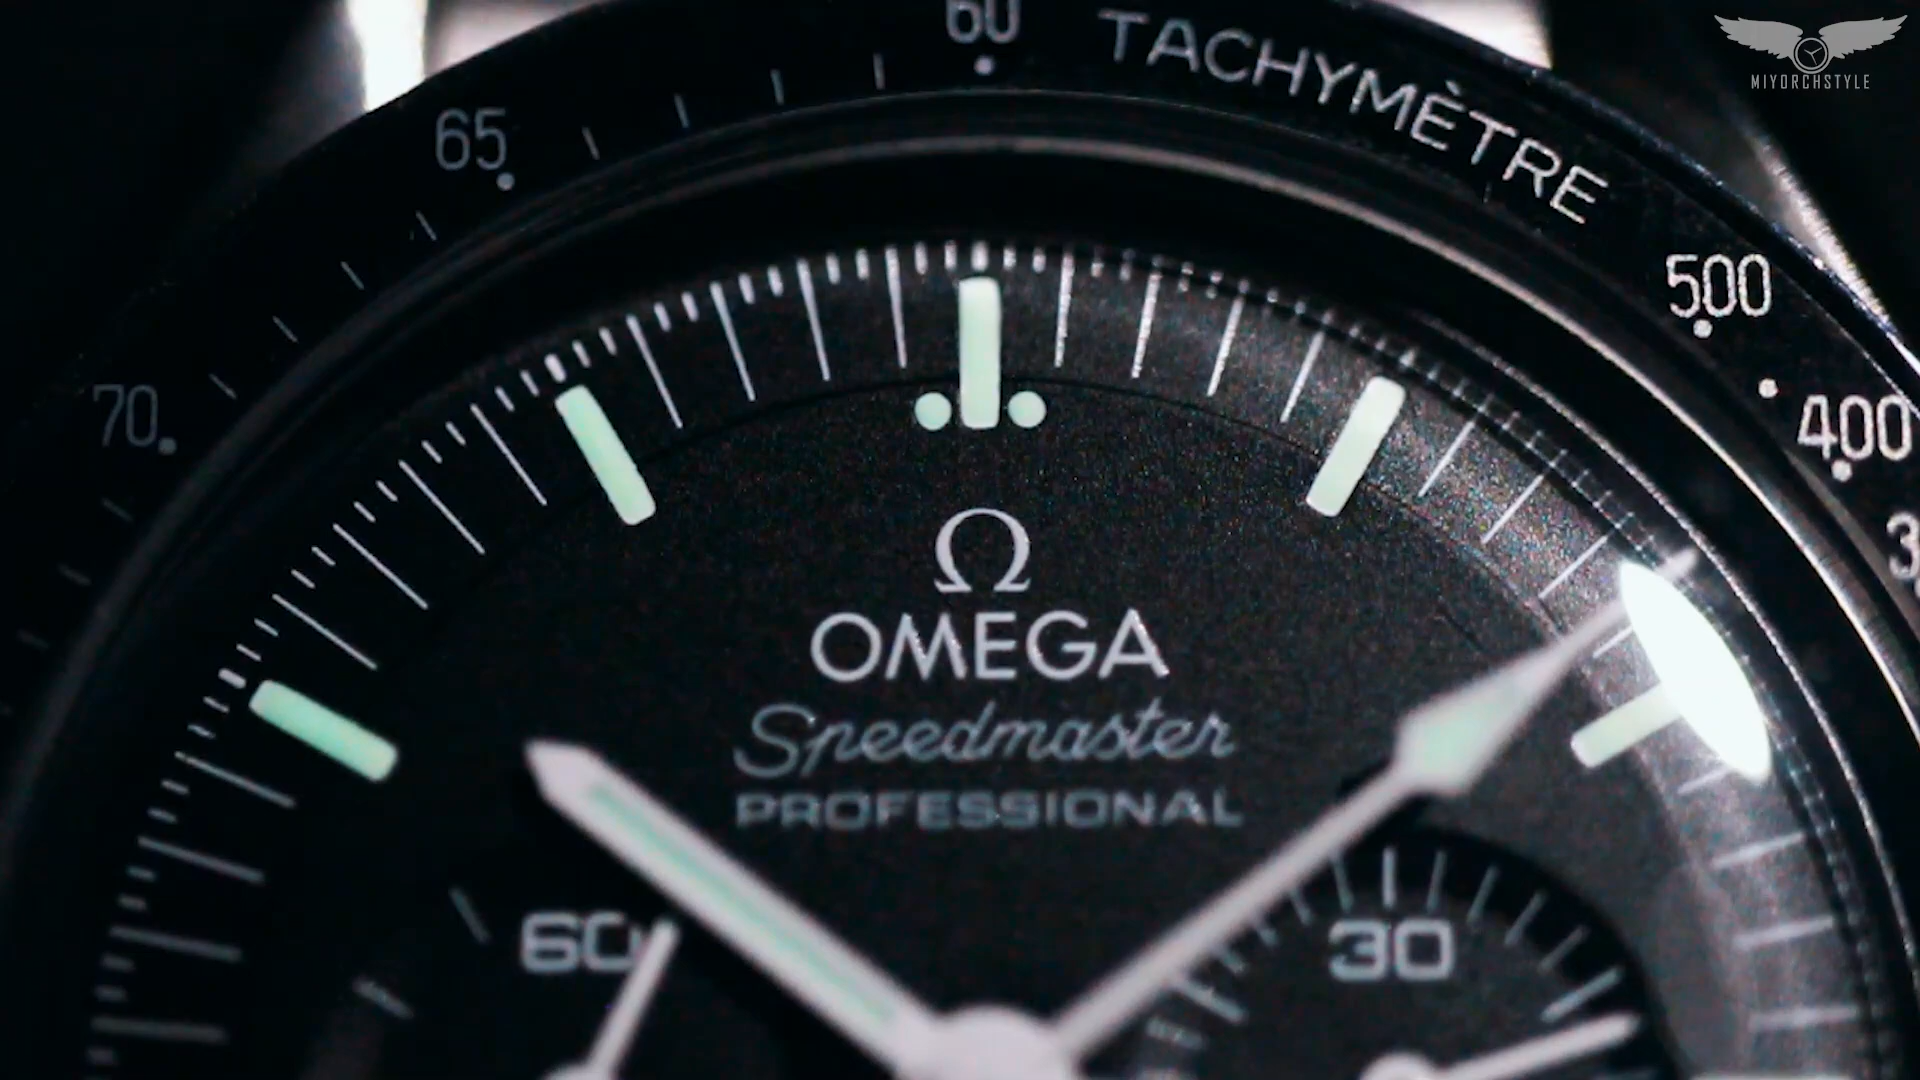 60 TACHYMÈTRE
MIYORCHSTYLE
65
500
70
400
Ω
OMEGA
Speedmaster
PROFESSIONAL
60
30